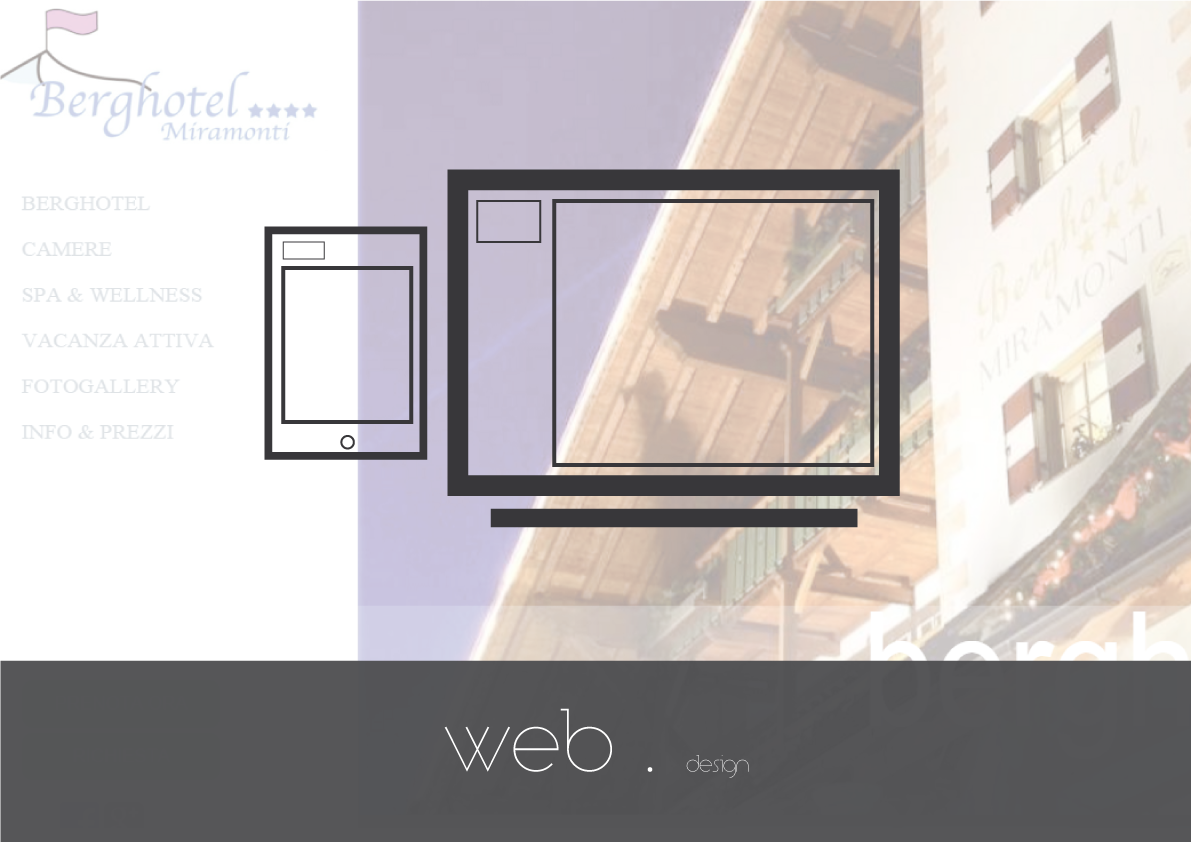 Berghotel ★★★★
Miramonti
BERGHOTEL
CAMERE
SPA & WELLNESS
VACANZA ATTIVA
FOTOGALLERY
INFO & PREZZI
Berghotel
MIRAMONTI
bergh
web . design